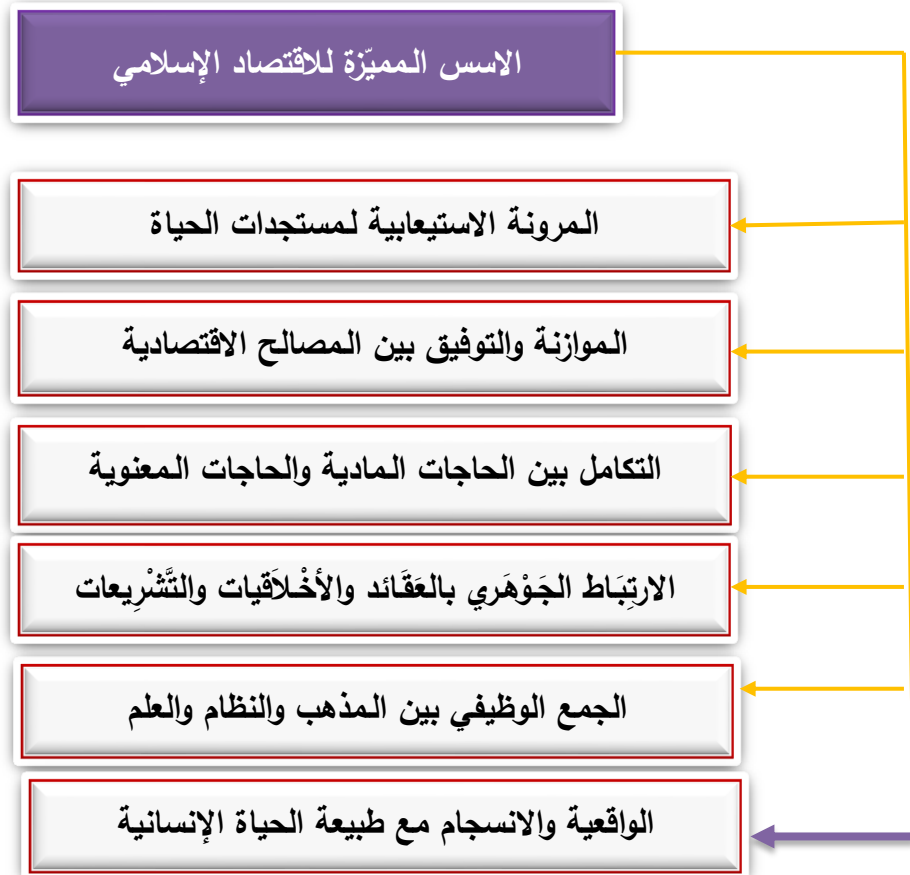 الاسس المميّزة للاقتصاد الإسلامي
المرونة الاستيعابية لمستجدات الحياة
الموازنة والتوفيق بين المصالح الاقتصادية
التكامل بين الحاجات المادية والحاجات المعنوية
الارتِبَاط الجَوْهَري بالعَقَائد والأخْلاَقيات والتَّشْرِيعات
الجمع الوظيفي بين المذهب والنظام والعلم
الواقعية والانسجام مع طبيعة الحياة الإنسانية